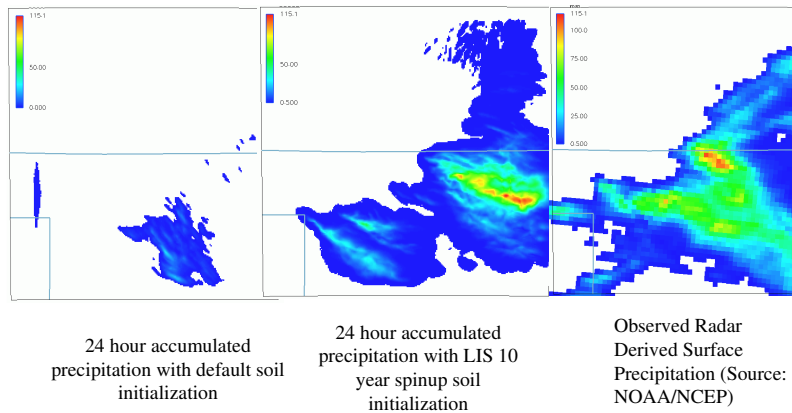 115.1
50.00
0.000
115.1
50.00
0.500
mm
115.1
100.0
75.00
50.00
25.00
0.500
24 hour accumulated
precipitation with default soil
initialization
24 hour accumulated
precipitation with LIS 10
year spinup soil
initialization
Observed Radar
Derived Surface
Precipitation (Source:
NOAA/NCEP)